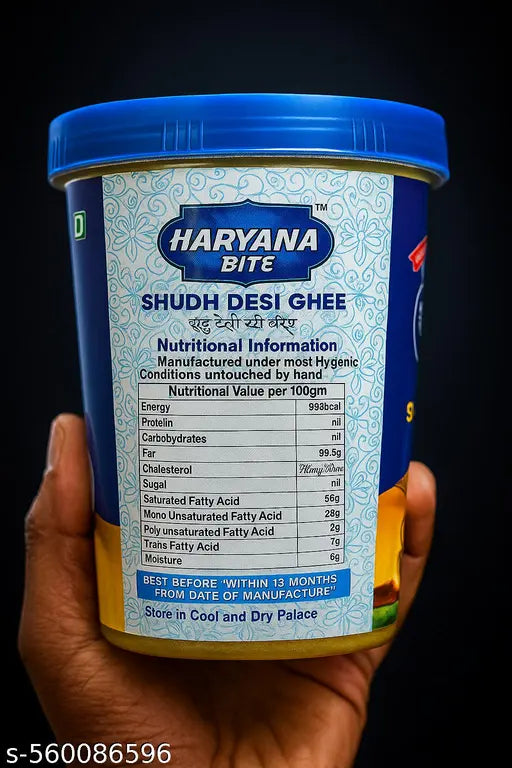 D
HARYANA
BITE
TM
SHUDH DESI GHEE
Nutritional Information
Manufactured under most Hygenic
Conditions untouched by hand
Nutritional Value per 100gm
Energy 993bcal
Protelin nil
Carbohydrates nil
Far 99.5g
Chalesterol
Sugal nil
Saturated Fatty Acid 56g
Mono Unsaturated Fatty Acid 28g
Poly unsaturated Fatty Acid 2g
Trans Fatty Acid 7g
Moisture 6g
BEST BEFORE "WITHIN 13 MONTHS
FROM DATE OF MANUFACTURE"
Store in Cool and Dry Palace
S
s-560086596